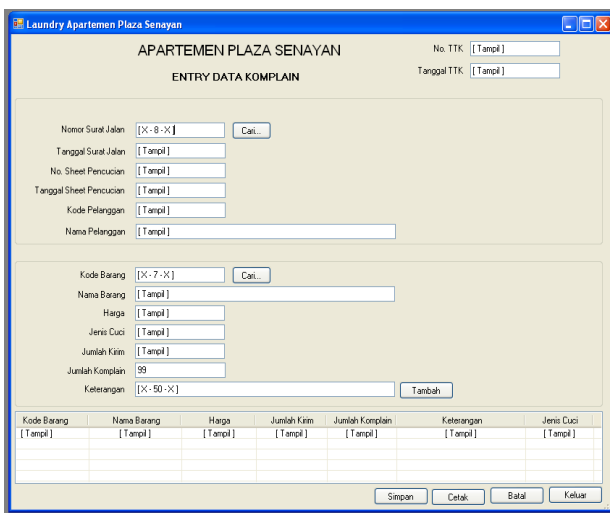 Laundry Apartemen Plaza Senayan
APARTEMEN PLAZA SENAYAN
No. TTK [ Tampil ]
ENTRY DATA KOMPLAIN
Tanggal TTK [ Tampil ]
Nomor Surat Jalan [X - 8 - X ] Cari...
Tanggal Surat Jalan [ Tampil ]
No. Sheet Pencucian [ Tampil ]
Tanggal Sheet Pencucian [ Tampil ]
Kode Pelanggan [ Tampil ]
Nama Pelanggan [ Tampil ]
Kode Barang [X - 7 - X ] Cari...
Nama Barang [ Tampil ]
Harga [ Tampil ]
Jenis Cuci [ Tampil ]
Jumlah Kirim [ Tampil ]
Jumlah Komplain 99
Keterangan [X - 50 - X ] Tambah
Kode Barang Nama Barang Harga Jumlah Kirim Jumlah Komplain Keterangan Jenis Cuci
[ Tampil ] [ Tampil ] [ Tampil ] [ Tampil ] [ Tampil ] [ Tampil ] [ Tampil ]
Simpan Cetak Batal Keluar